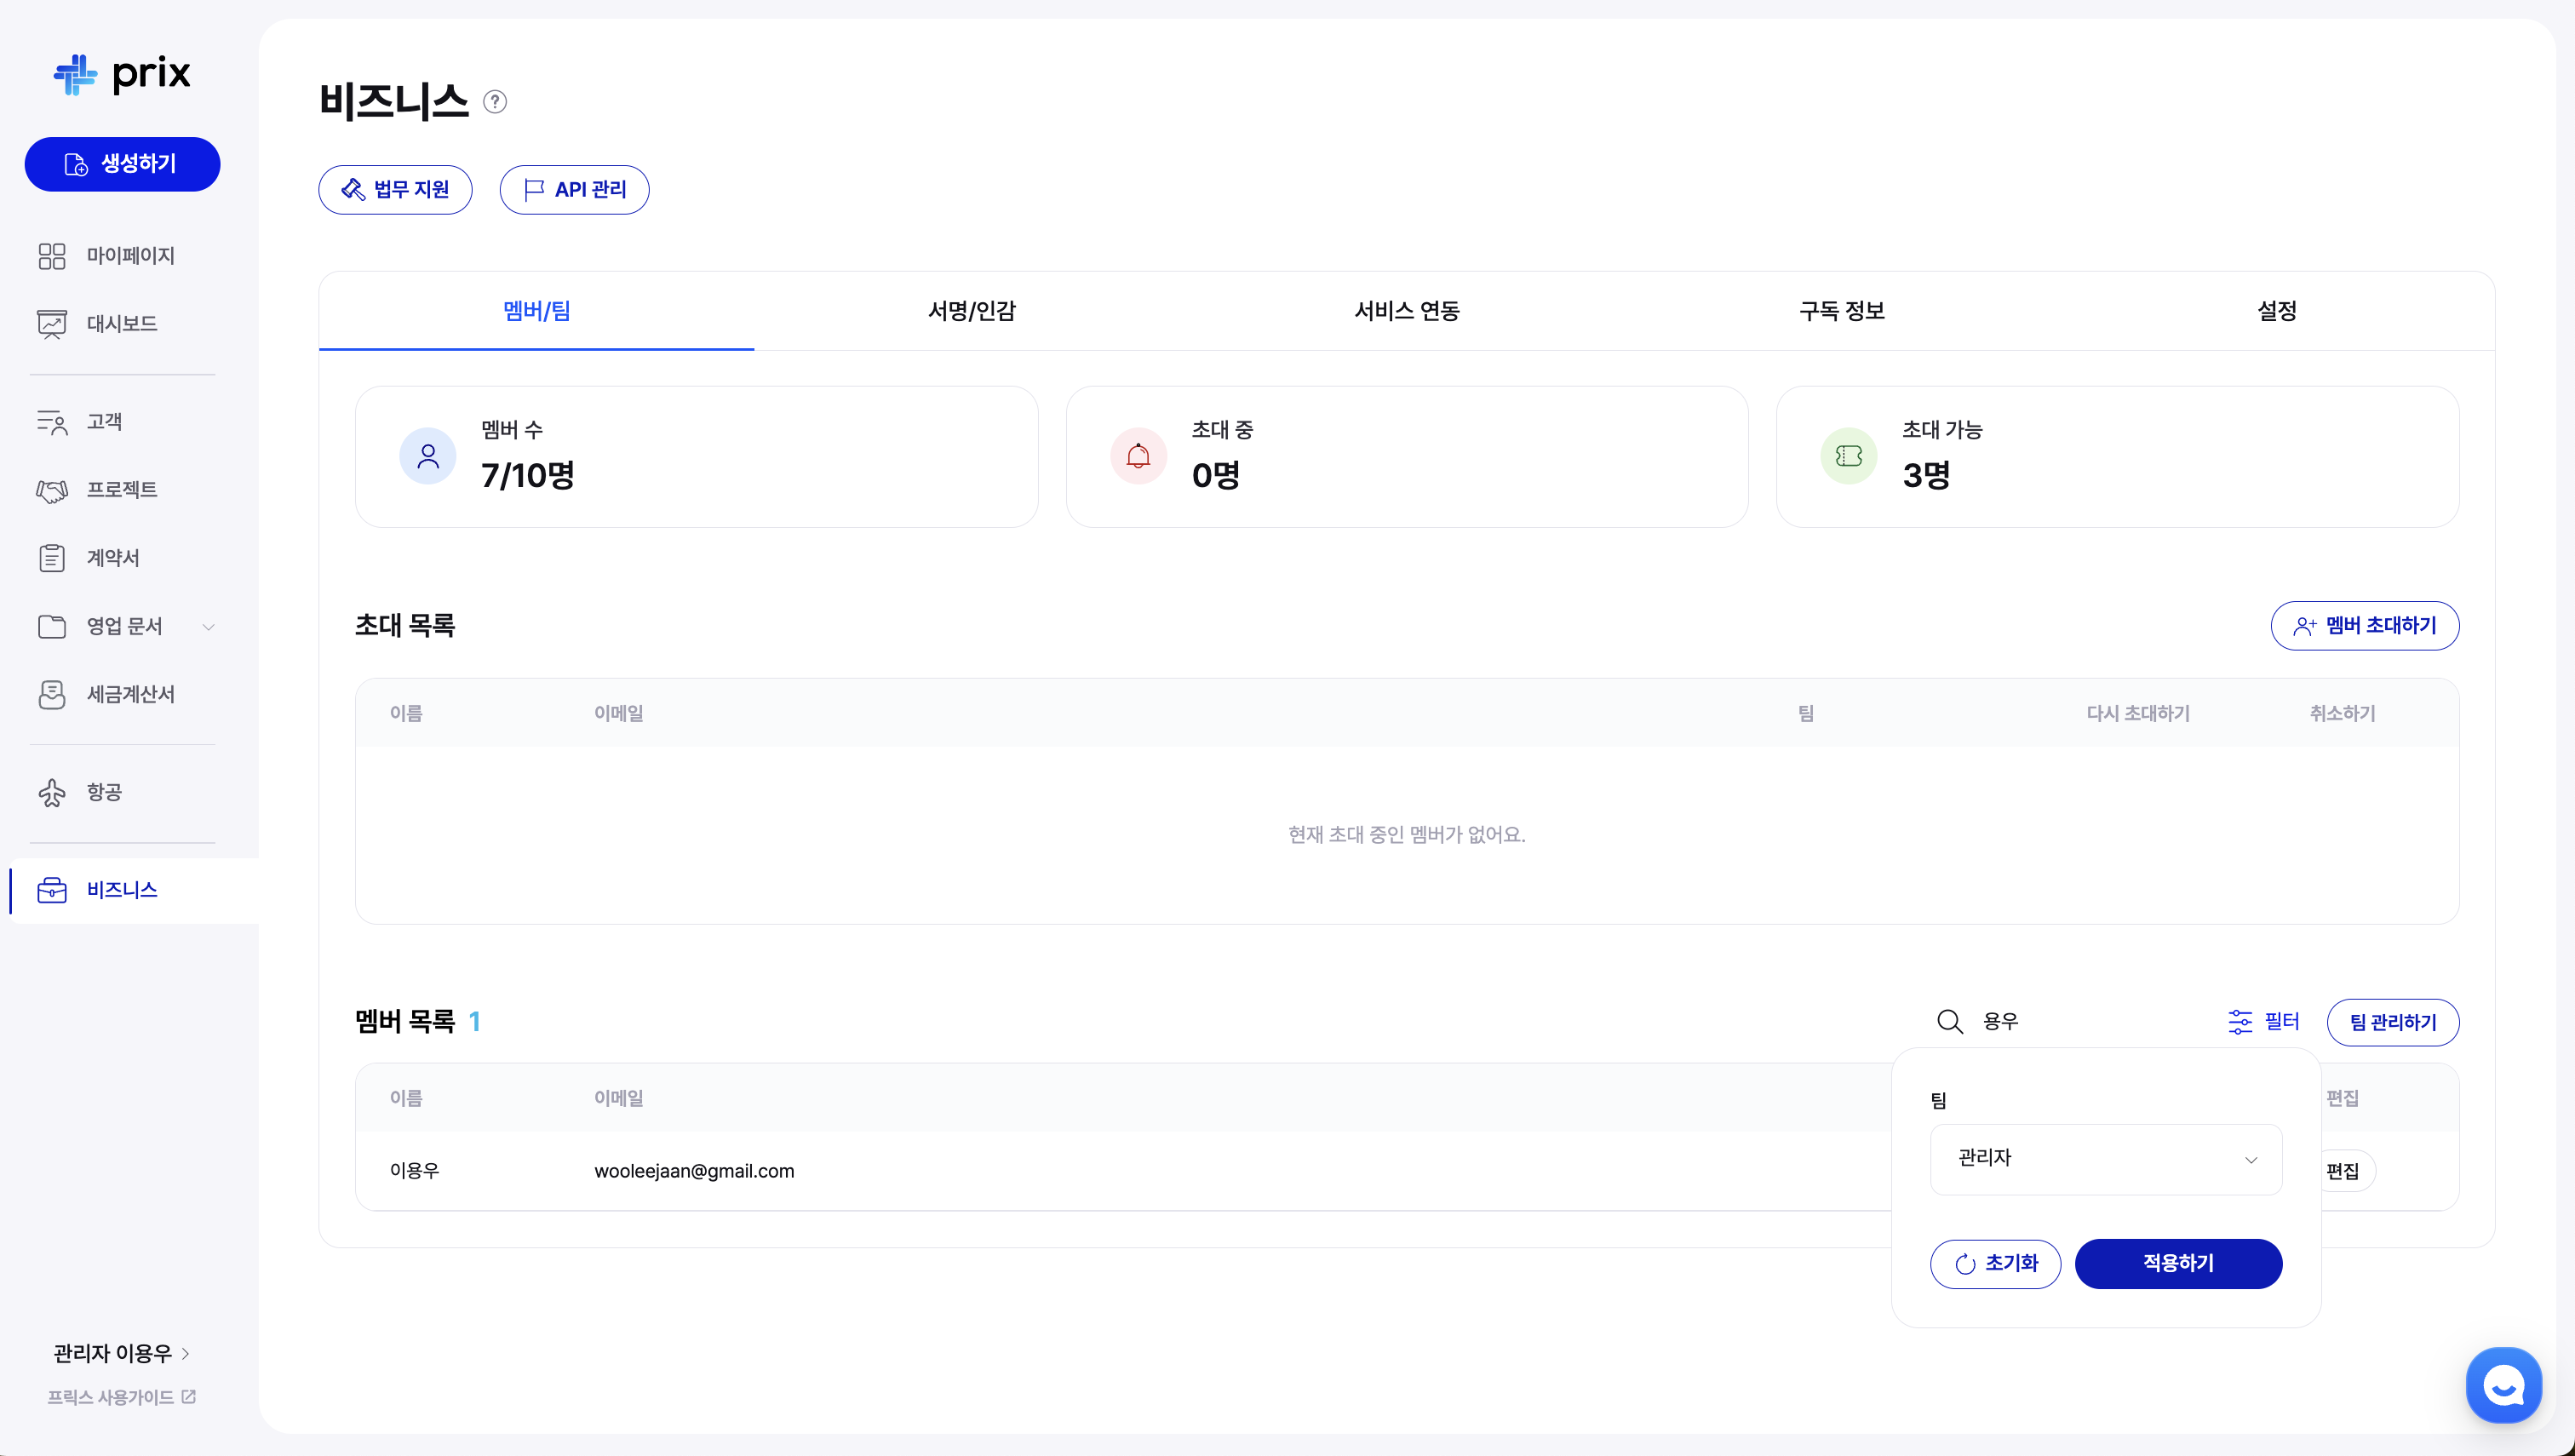 prix
생성하기
마이페이지
대시보드
고객
프로젝트
계약서
영업 문서
세금계산서
항공
비즈니스
관리자 이용우
프릭스 사용가이드
비즈니스 ?
법무 지원 API 관리
멤버/팀 서명/인감 서비스 연동 구독 정보 설정
멤버 수
7/10명
초대 중
0명
초대 가능
3명
초대 목록 멤버 초대하기
이름 이메일 팀 다시 초대하기 취소하기
현재 초대 중인 멤버가 없어요.
멤버 목록 1 용우 필터 팀 관리하기
이름 이메일 편집
이용우 wooleejaan@gmail.com 편집
팀
관리자
초기화 적용하기